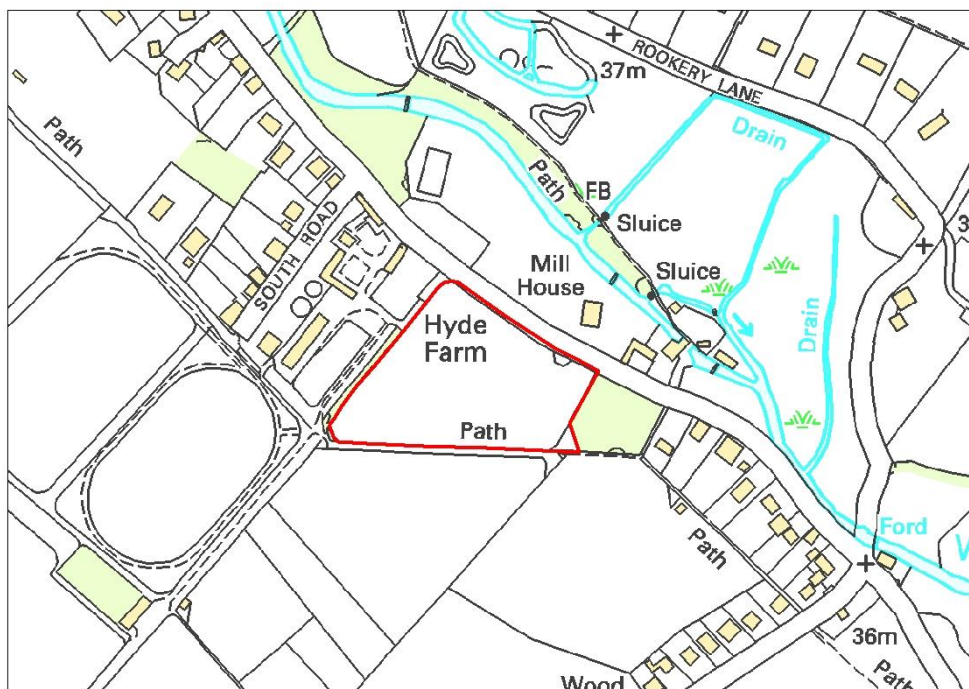 37m
ROOKERY LANE
Drain
Path
Path
FB
Sluice
SOUTH ROAD
Mill
House
Sluice
Drain
3
Hyde
Farm
Path
Path
Ford
W
36m
Path
Wood